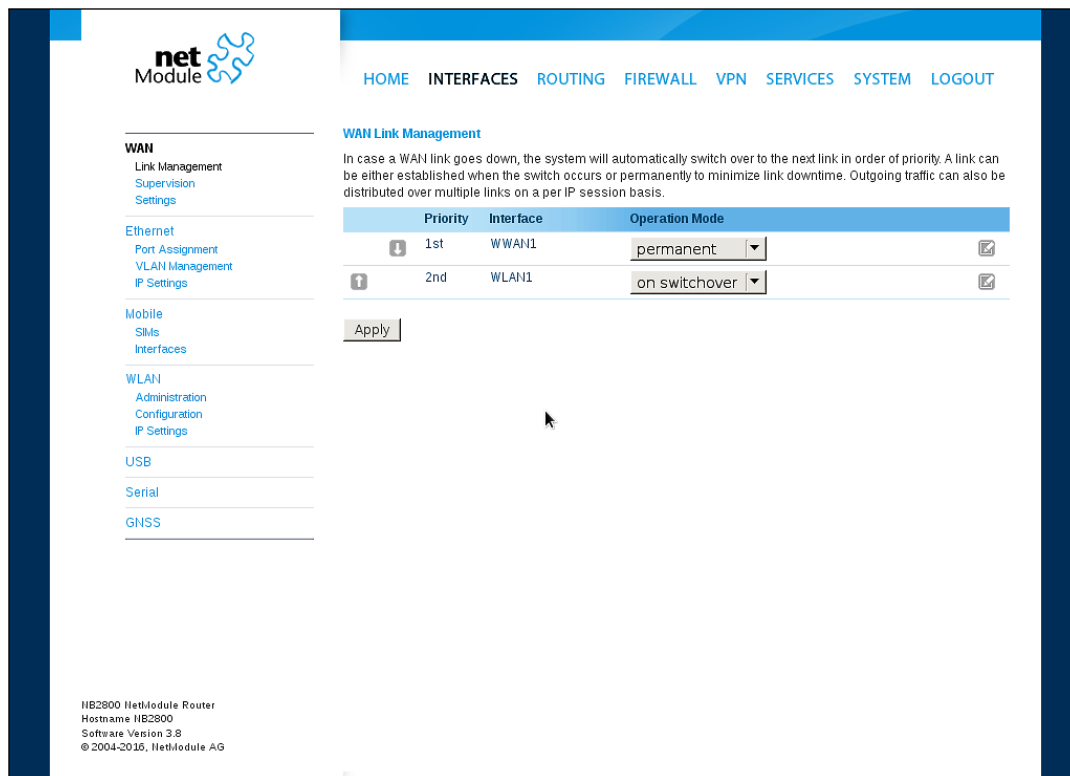 net
Module
HOME INTERFACES ROUTING FIREWALL VPN SERVICES SYSTEM LOGOUT
WAN
Link Management
Supervision
Settings
Ethernet
Port Assignment
VLAN Management
IP Settings
Mobile
SIMs
Interfaces
WLAN
Administration
Configuration
IP Settings
USB
Serial
GNSS
WAN Link Management
In case a WAN link goes down, the system will automatically switch over to the next link in order of priority. A link can
be either established when the switch occurs or permanently to minimize link downtime. Outgoing traffic can also be
distributed over multiple links on a per IP session basis.
Priority Interface Operation Mode
1st WWAN1 permanent
2nd WLAN1 on switchover
Apply
NB2800 NetModule Router
Hostname NB2800
Software Version 3.8
© 2004-2016, NetModule AG